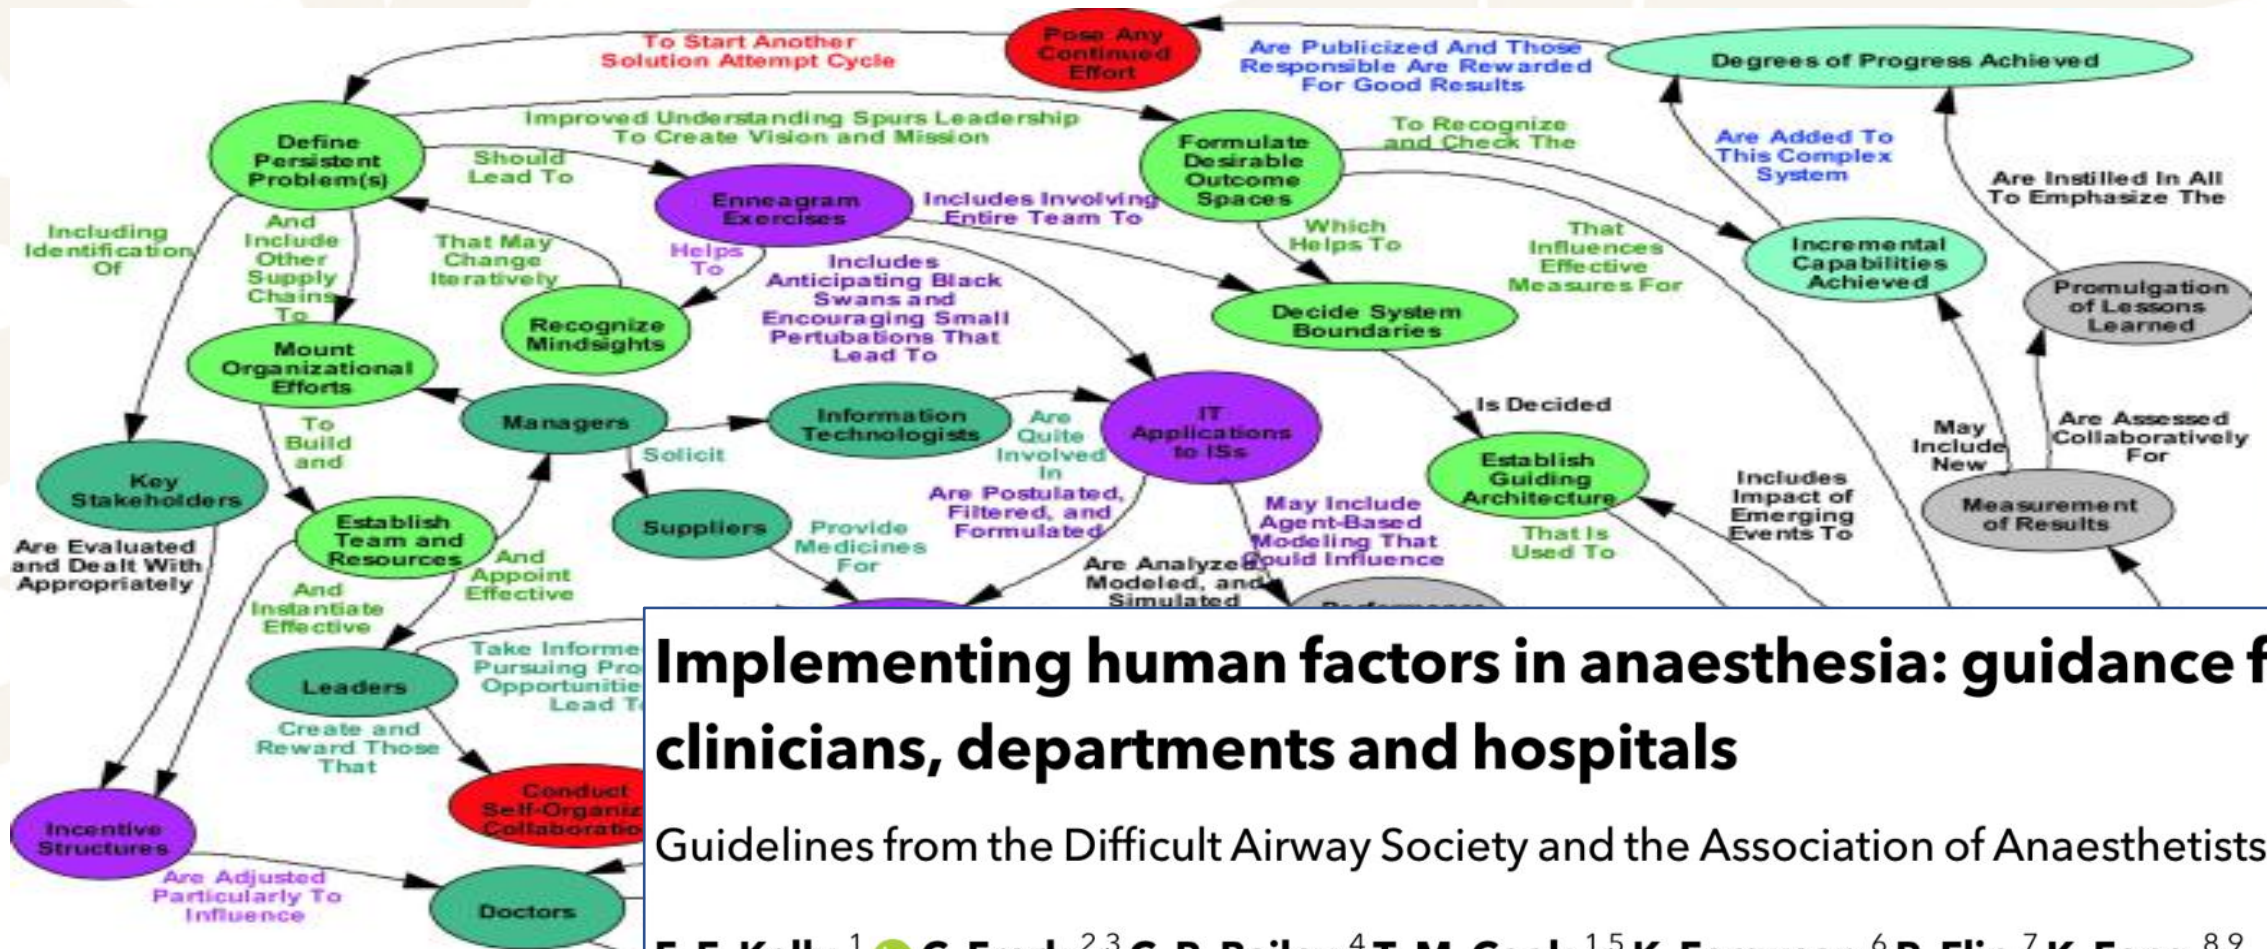 Pose Any
Continued
Effort
To Start Another
Solution Attempt Cycle
Are Publicized And Those
Responsible Are Rewarded
For Good Results
Degrees of Progress Achieved
Define
Persistent
Problem(s)
Improved Understanding Spurs Leadership
To Create Vision and Mission
Should
Lead To
Formulate
Desirable
Outcome
Spaces
To Recognize
and Check The
Are Added To
This Complex
System
Are Instilled In All
To Emphasize The
Enneagram
Exercises
Includes Involving
Entire Team To
Including
Identification
Of
And
Include
Other
Supply
Chains
To
That May
Change
Iteratively
Helps
To
Includes
Anticipating Black
Swans and
Encouraging Small
Pertubations That
Lead To
Which
Helps To
That
Influences
Effective
Measures For
Incremental
Capabilities
Achieved
Promulgation
of Lessons
Learned
Recognize
Mindsights
Decide System
Boundaries
Mount
Organizational
Efforts
Managers
Information
Technologists
Are
Quite
Involved
In
IT
Applications
to ISs
Is Decided
May
Include
New
Are Assessed
Collaboratively
For
To
Build
and
Solicit
Key
Stakeholders
Establish
Guiding
Architecture
Includes
Impact of
Emerging
Events To
Measurement
of Results
Establish
Team and
Resources
Suppliers
Provide
Medicines
For
Are Postulated,
Filtered, and
Formulated
May Include
Agent-Based
Modeling That
Could Influence
That Is
Used To
Are Evaluated
and Dealt With
Appropriately
And
Appoint
Effective
Are Analyzed
Modeled, and
Simulated
Performance
And
Instantiate
Effective
Leaders
Take
Pursuing
Lead
Create and
Reward Those
That
Conduct
Incentive
Structures
Are Adjusted
Particularly To
Influence
Doctors
Implementing human factors in anaesthesia: guidance
clinicians, departments and hospitals
Guidelines from the Difficult Airway Society and the Association of Anaesthetists